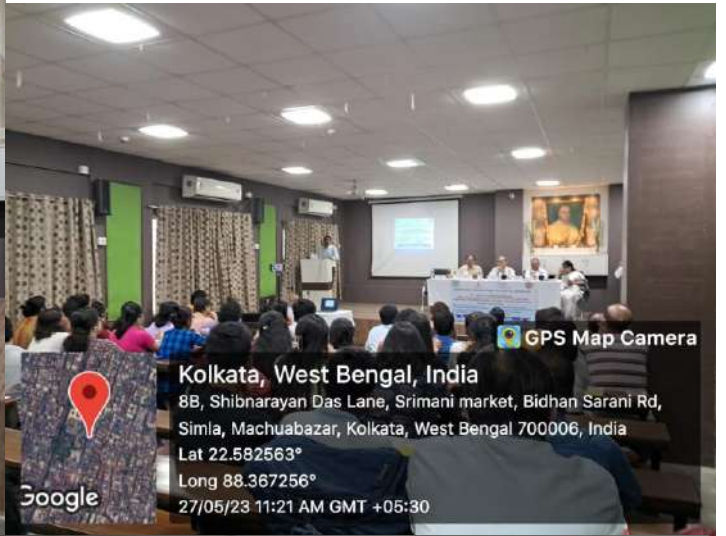 GPS Map Camera
Kolkata, West Bengal, India
8B, Shibnarayan Das Lane, Srimani market, Bidhan Sarani Rd,
Simla, Machuabazar, Kolkata, West Bengal 700006, India
Lat 22.582563°
Long 88.367256°
27/05/23 11:21 AM GMT +05:30
Google